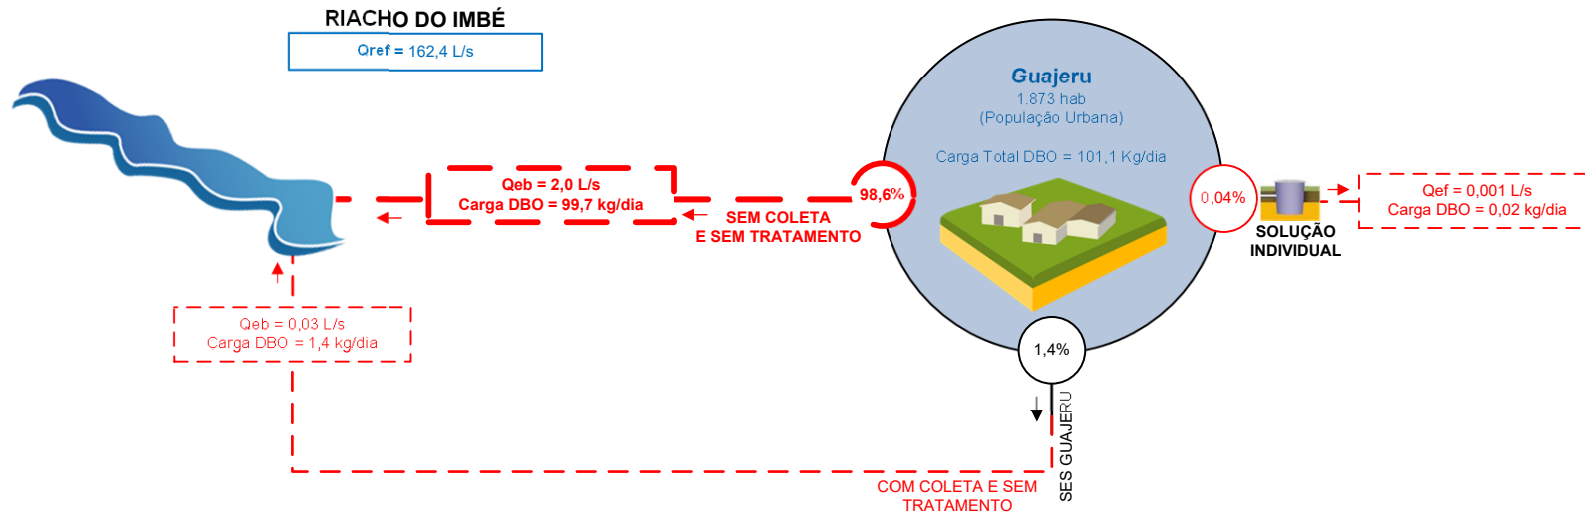 RIACHO DO IMBÉ
Qref = 162,4 L/s
Guajeru
1.873 hab
(População Urbana)
Carga Total DBO = 101,1 Kg/dia
98,6%
Qeb = 2,0 L/s
Carga DBO = 99,7 kg/dia
SEM COLETA
E SEM TRATAMENTO
0,04%
SOLUÇÃO
INDIVIDUAL
Qef = 0,001 L/s
Carga DBO = 0,02 kg/dia
Qeb = 0,03 L/s
Carga DBO = 1,4 kg/dia
1,4%
SES GUAJERU
COM COLETA E SEM
TRATAMENTO